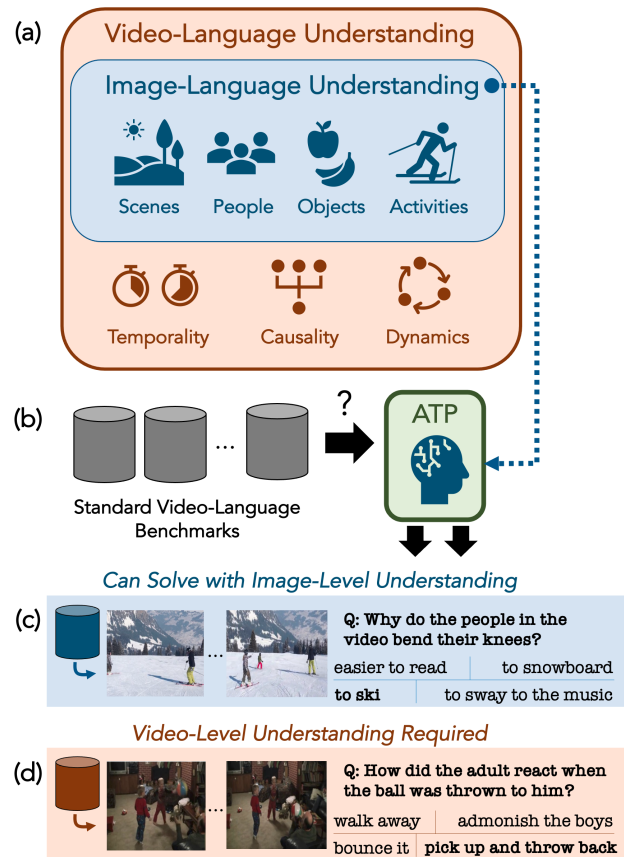 (a)
Video-Language Understanding
Image-Language Understanding
Scenes People Objects Activities
Temporality Causality Dynamics
(b)
...
?
ATP
Standard Video-Language
Benchmarks
Can Solve with Image-Level Understanding
(c)
...
Q: Why do the people in the
video bend their knees?
easier to read to snowboard
to ski to sway to the music
Video-Level Understanding Required
(d)
...
Q: How did the adult react when
the ball was thrown to him?
walk away admonish the boys
bounce it pick up and throw back